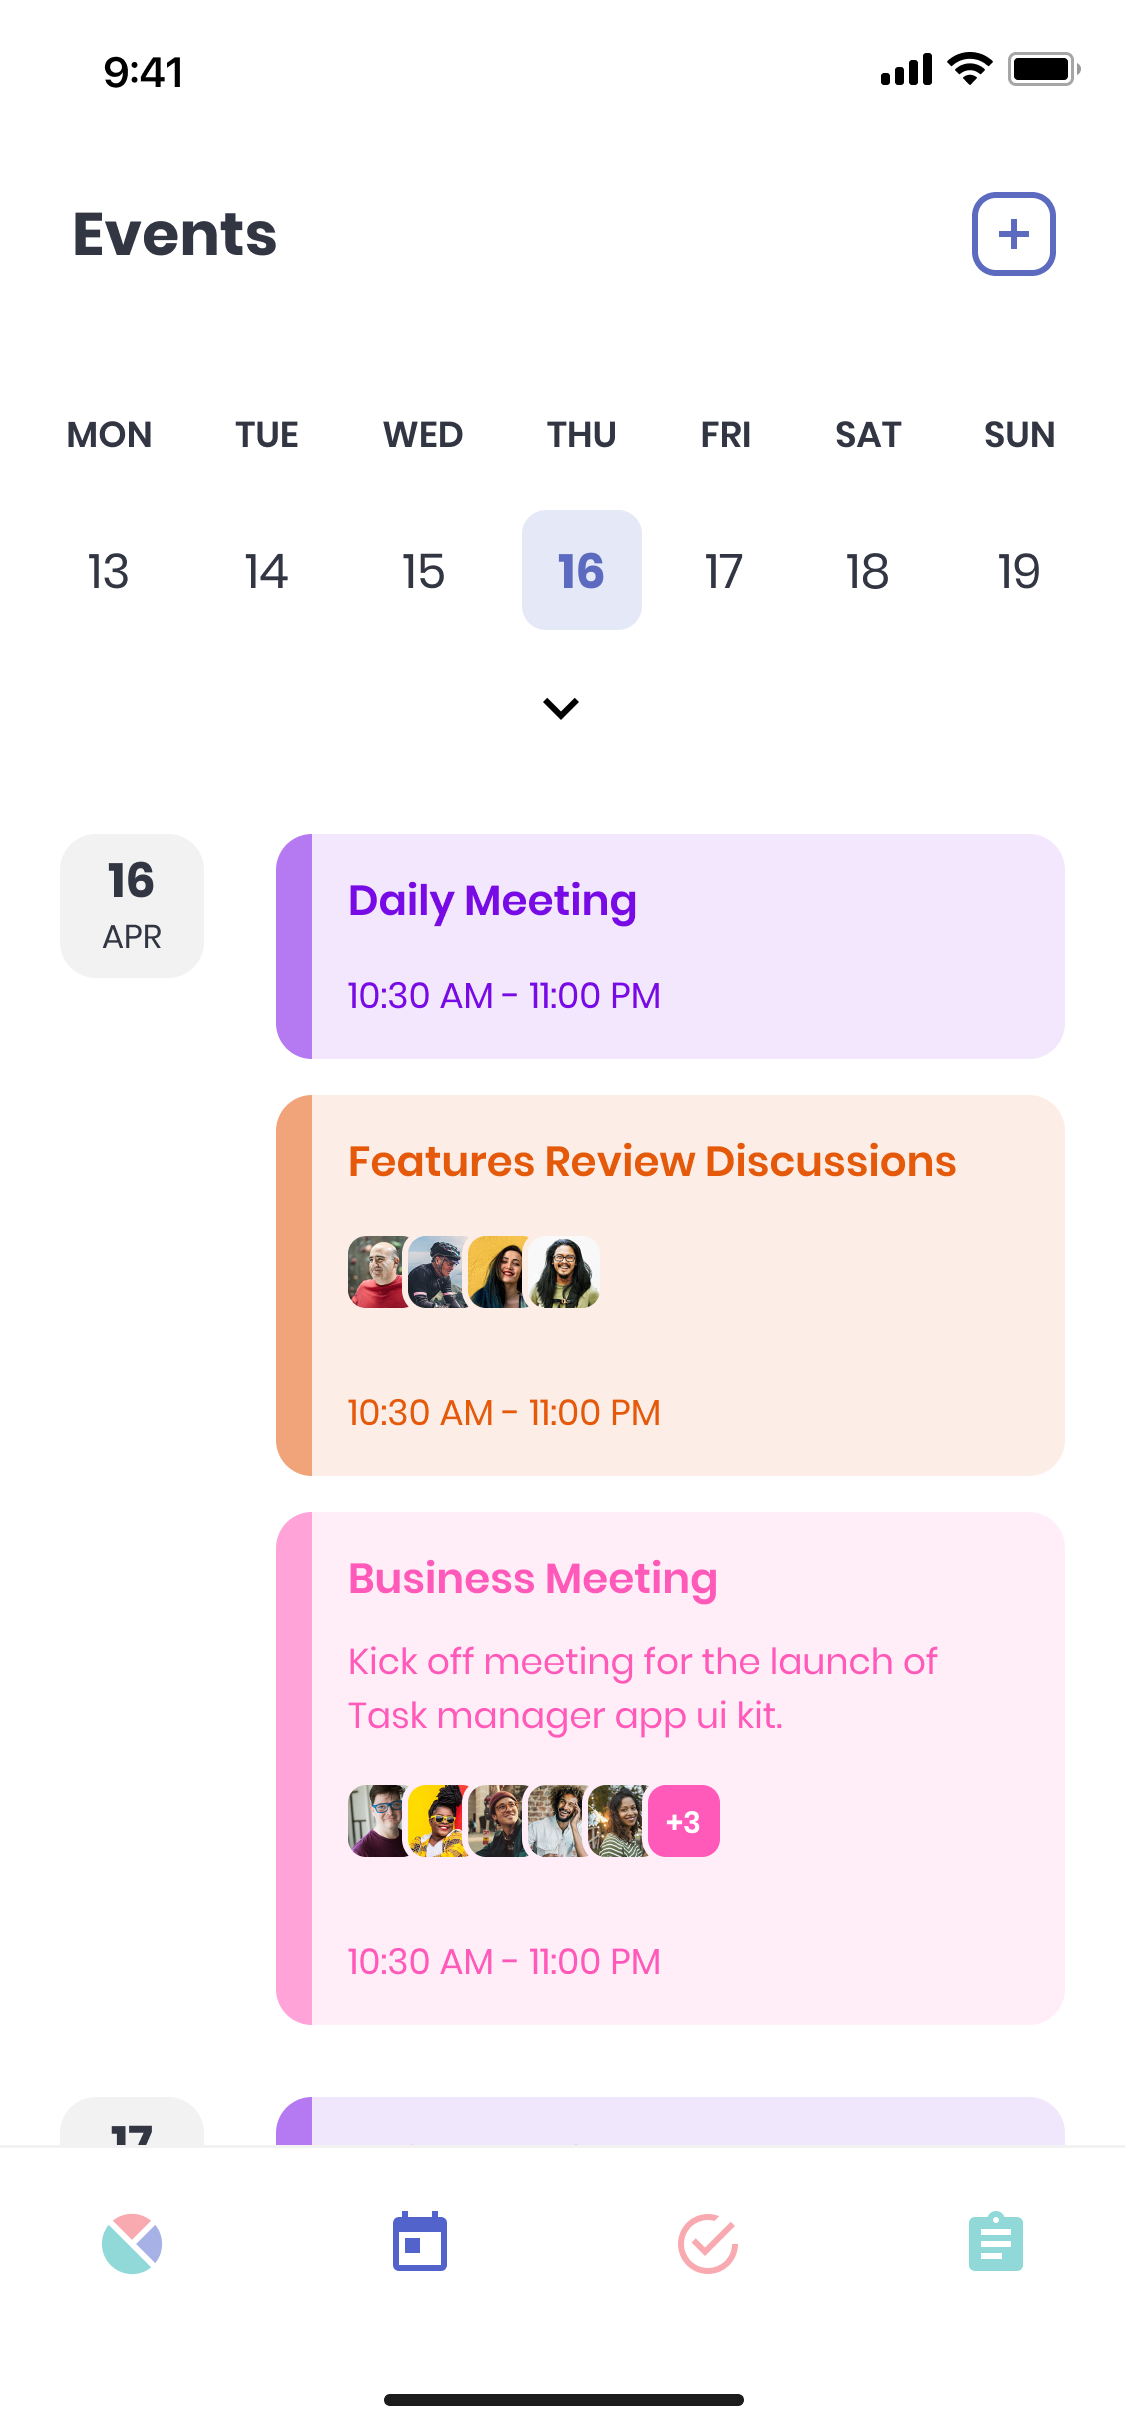 9:41
Events
MON TUE WED THU FRI SAT SUN
13 14 15 16 17 18 19
16
APR
Daily Meeting
10:30 AM - 11:00 PM
Features Review Discussions
10:30 AM - 11:00 PM
Business Meeting
Kick off meeting for the launch of
Task manager app ui kit.
+3
10:30 AM - 11:00 PM
17